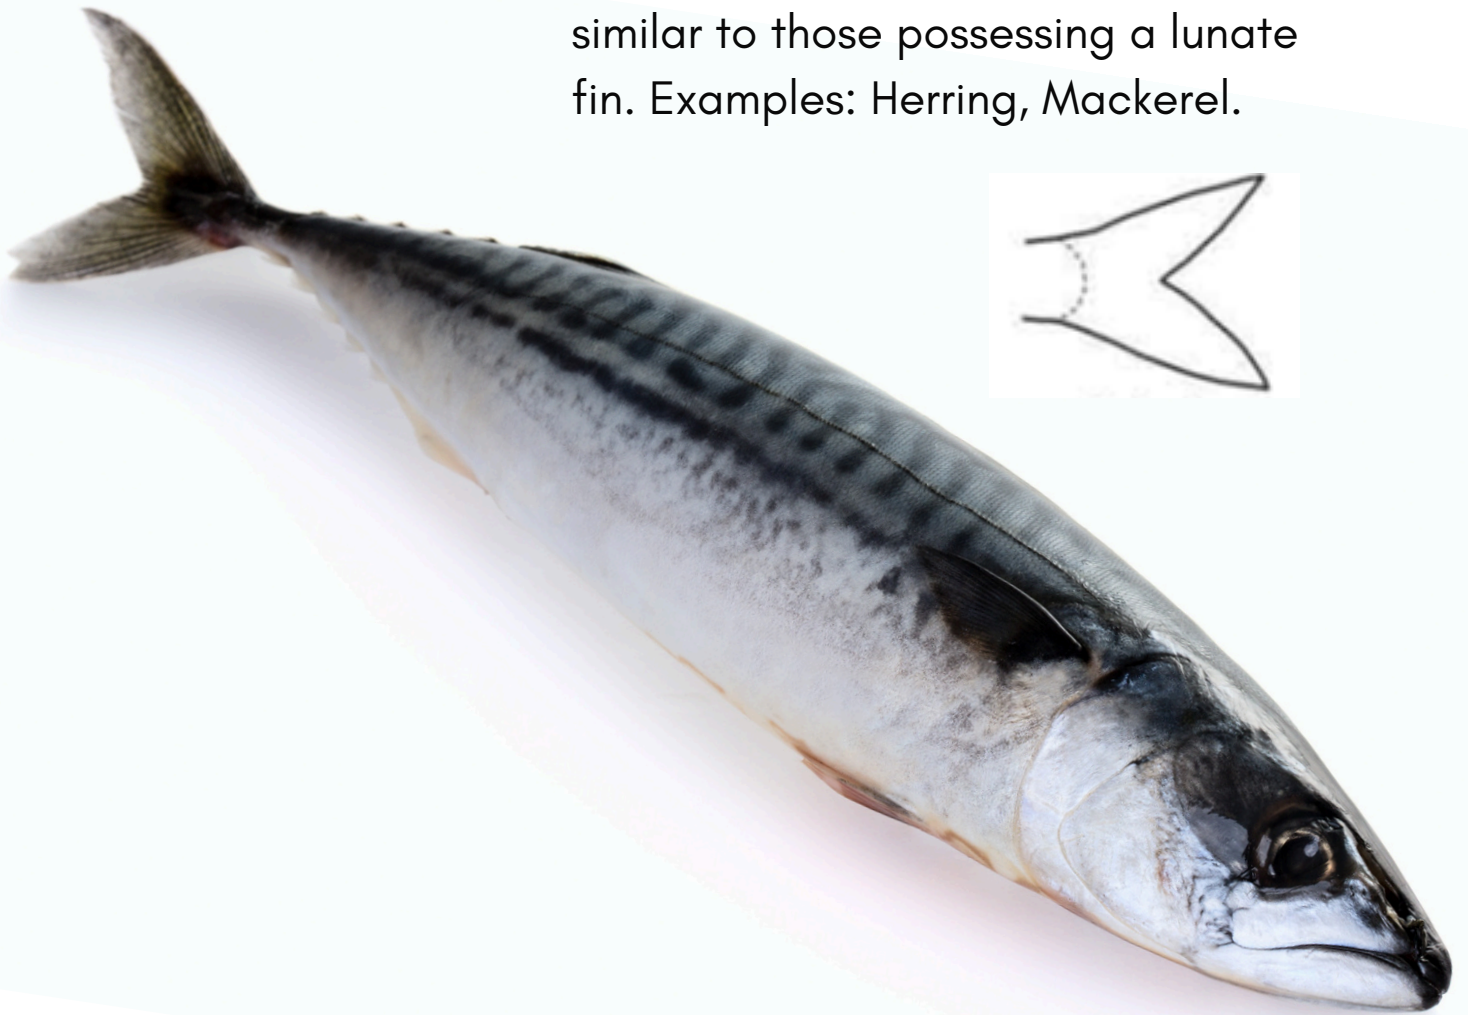 similar to those possessing a lunate
fin. Examples: Herring, Mackerel.